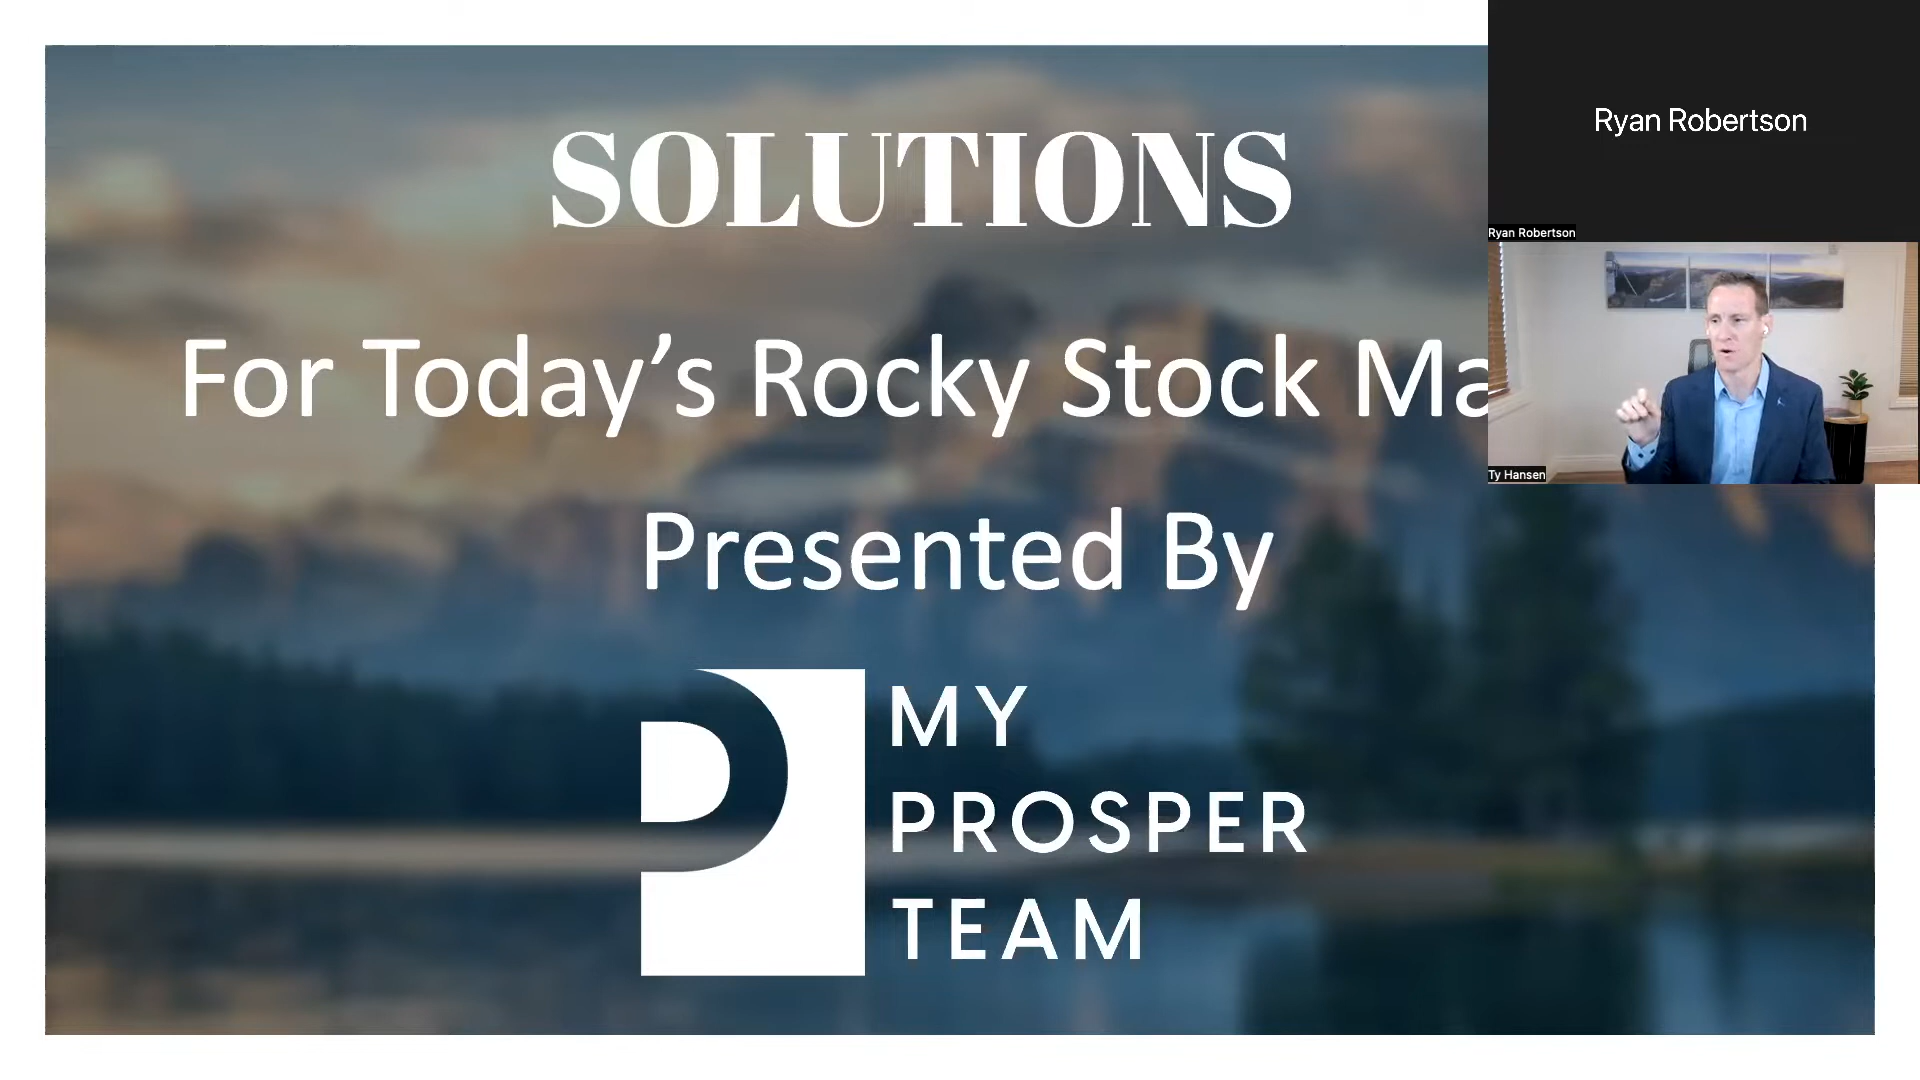 SOLUTIONS
For Today’s Rocky Stock Ma
Presented By
MY
PROSPER
TEAM
Ryan Robertson
Ryan Robertson
Ty Hansen